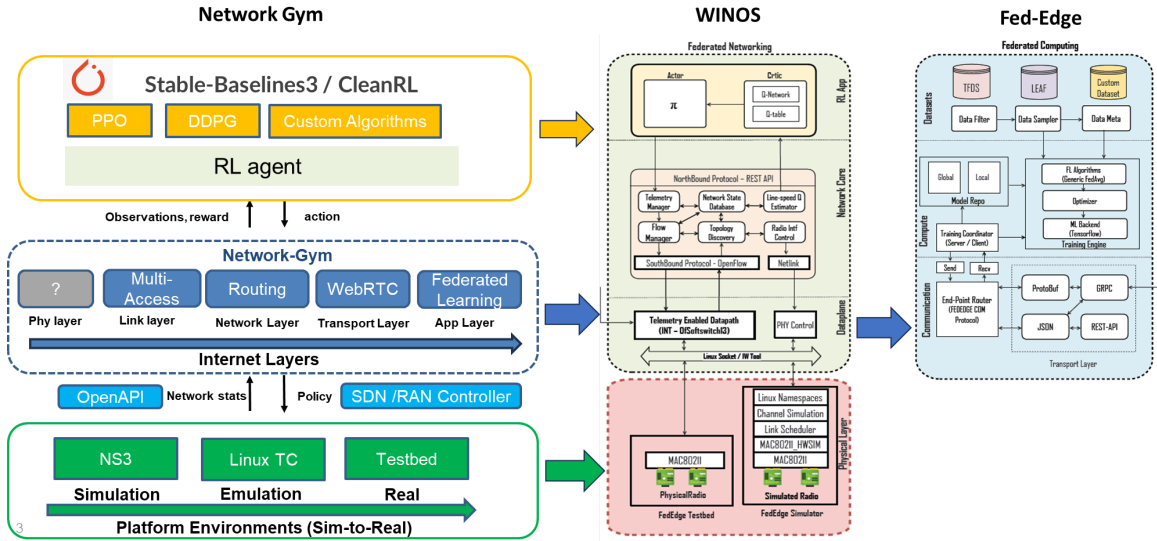 Network Gym
WINOS
Fed-Edge
Stable-Baselines3 / CleanRL
PPO
DDPG
Custom Algorithms
RL agent
Observations, reward
action
Network-Gym
?
Multi-
Access
Routing
WebRTC
Federated
Learning
Phy layer
Link layer
Network Layer
Transport Layer
App Layer
Internet Layers
OpenAPI
Network stats
Policy
SDN /RAN Controller
NS3
Linux TC
Testbed
Simulation
Emulation
Real
Platform Environments (Sim-to-Real)
3
Federated Networking
Actor
π
Crtic
Q-Network
Q-table
RL App
NorthBound Protocol – REST API
Telemetry
Manager
Network State
Database
Line-speed Q
Estimator
Flow
Manager
Topology
Discovery
Radio Intf
Control
SouthBound Protocol - OpenFlow
Netlink
Network Core
Telemetry Enabled Datapath
(INT – OfSoftswitch13)
PHY Control
Dataplane
Linux Socket / IW Tool
MAC80211
PhysicalRadio
FedEdge Testbed
Linux Namespaces
Channel Simulation
Link Scheduler
MAC80211_HWSIM
MAC80211
Simulated Radio
FedEdge Simulator
Physical Layer
Federated Computing
TFDS
LEAF
Custom
Dataset
Data Filter
Data Sampler
Data Meta
Datasets
Global
Local
Model Repo
FL Algorithms
(Generic FedAvg)
Optimizer
ML Backend
(Tensorflow)
Training Engine
Training Coordinator
(Server / Client)
Compute
Send
Recv
End-Point Router
(FEDEDGE COM
Protocol)
ProtoBuf
GRPC
JSON
REST-API
Transport Layer
Communication